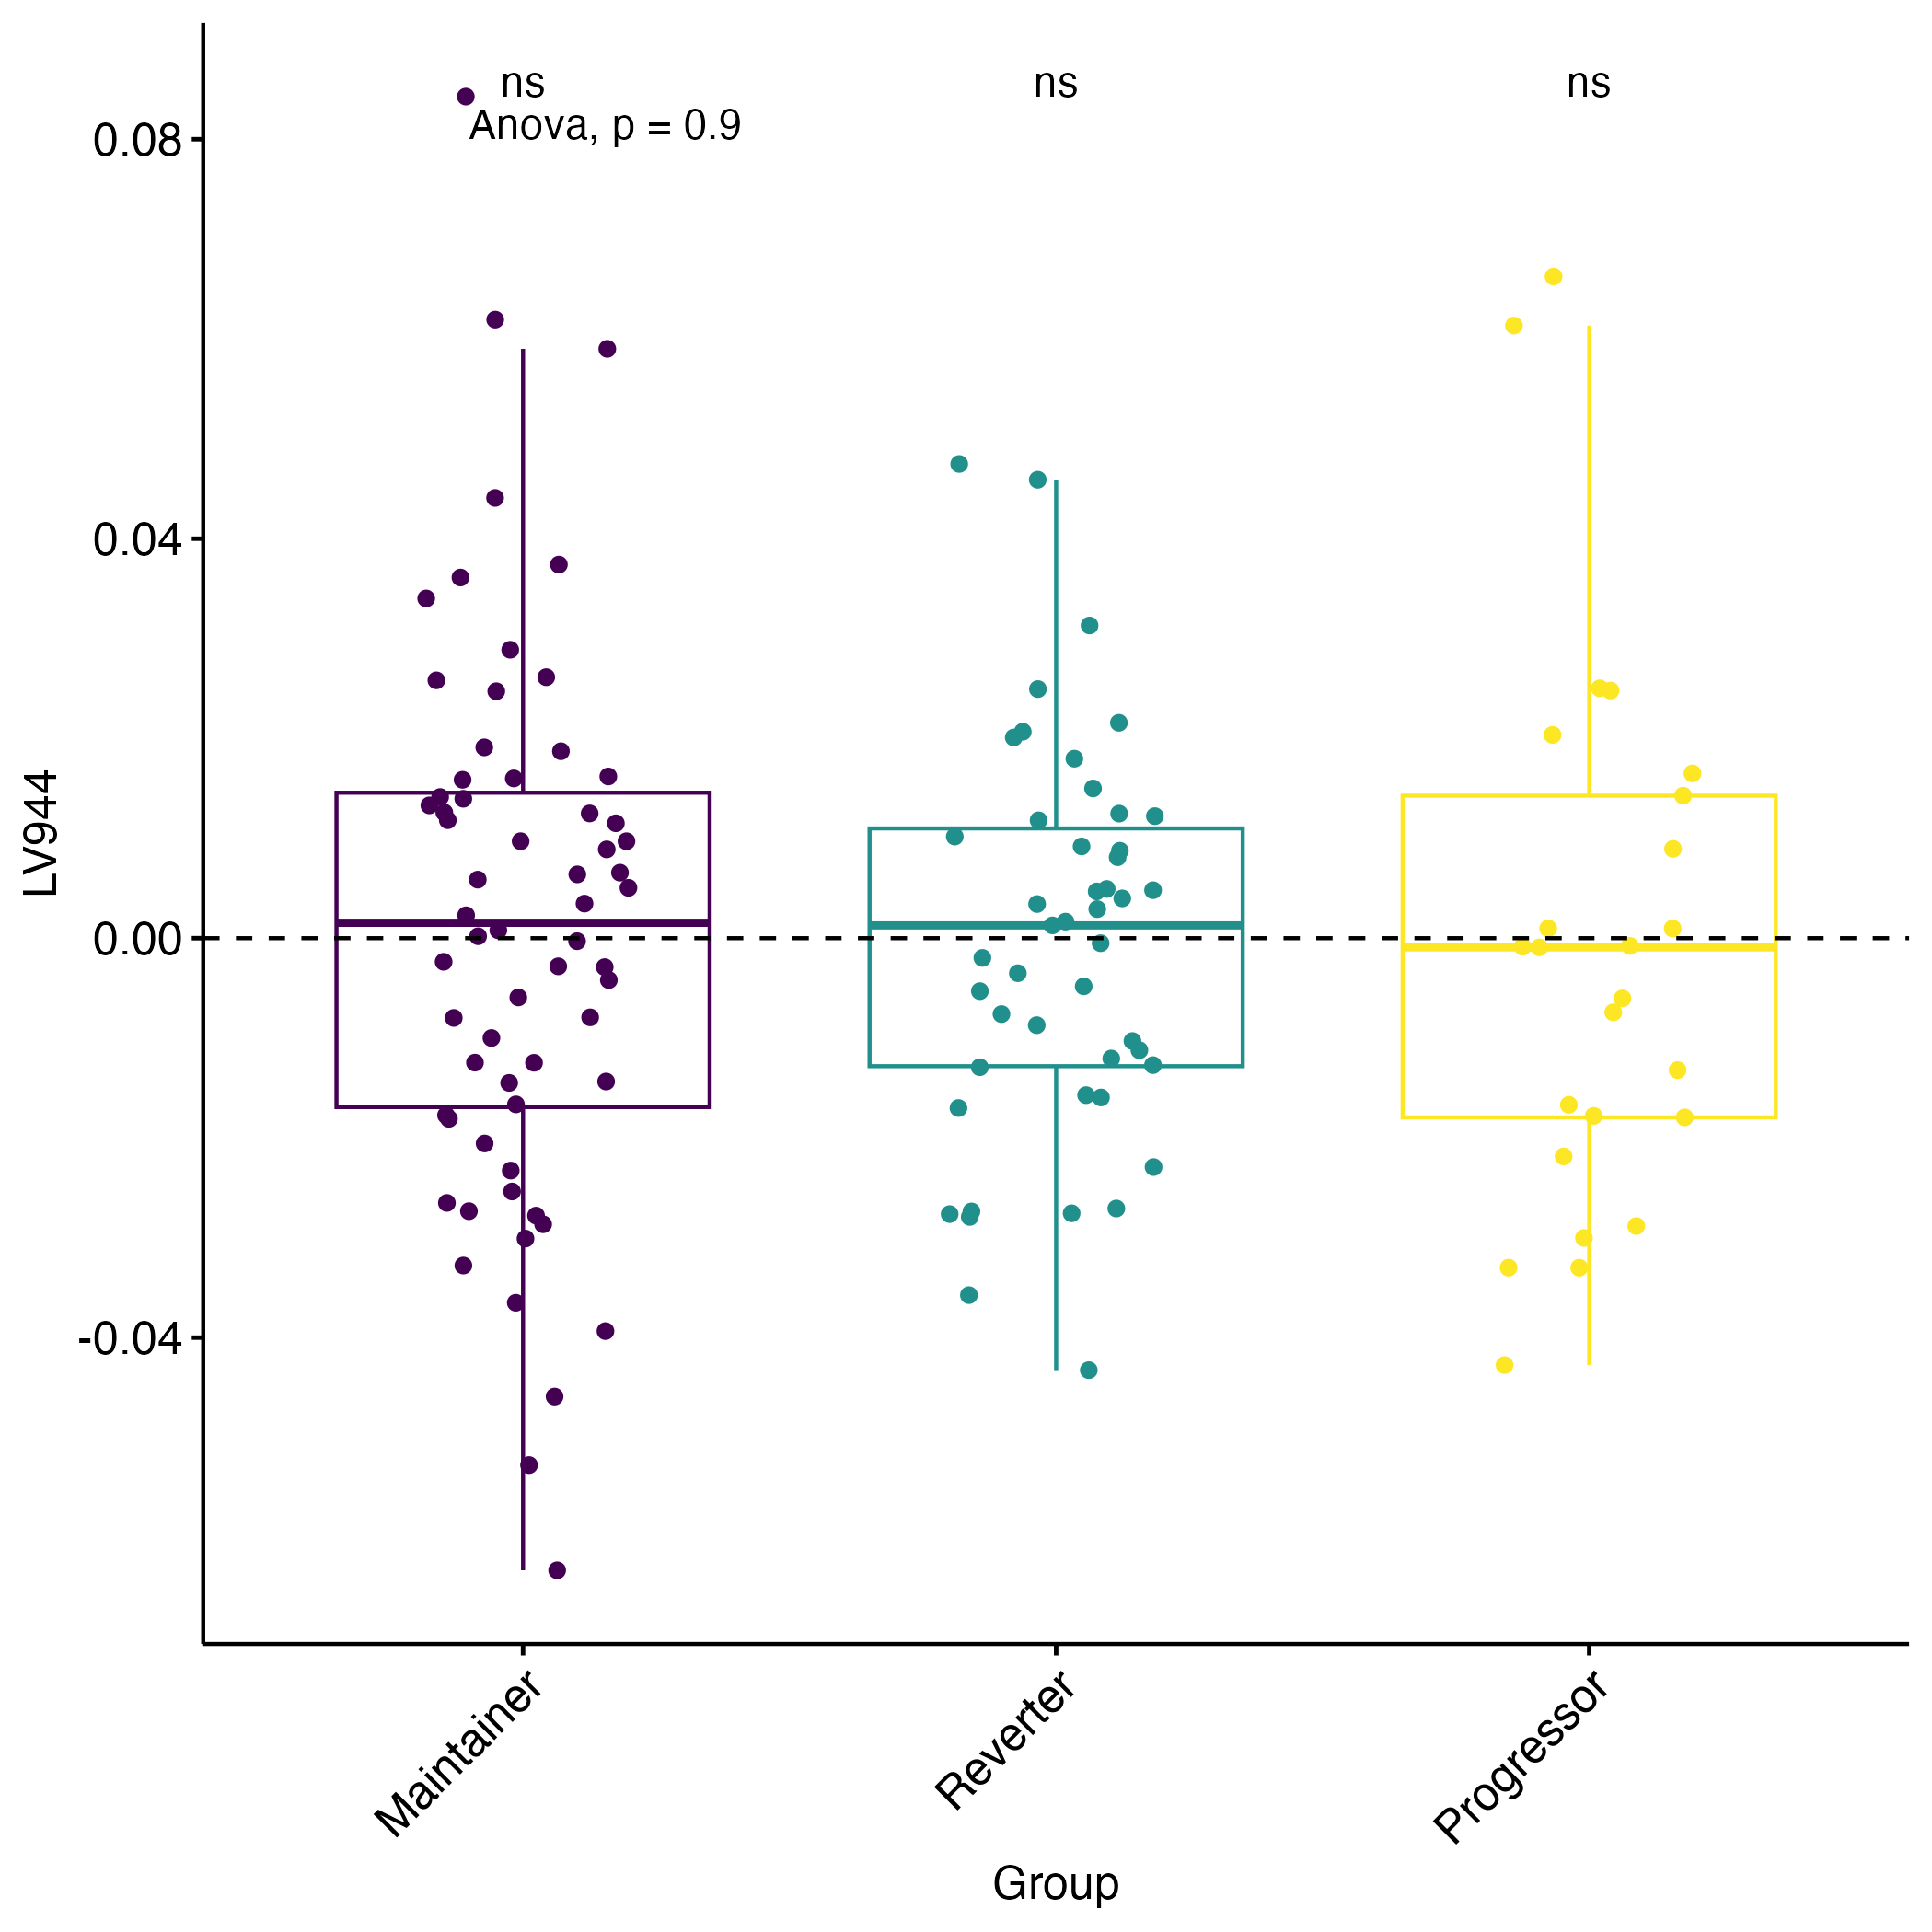 ns ns ns
Anova, p = 0.9
0.08
0.04
0.00
-0.04
LV944
Maintainer
Reverter
Progressor
Group